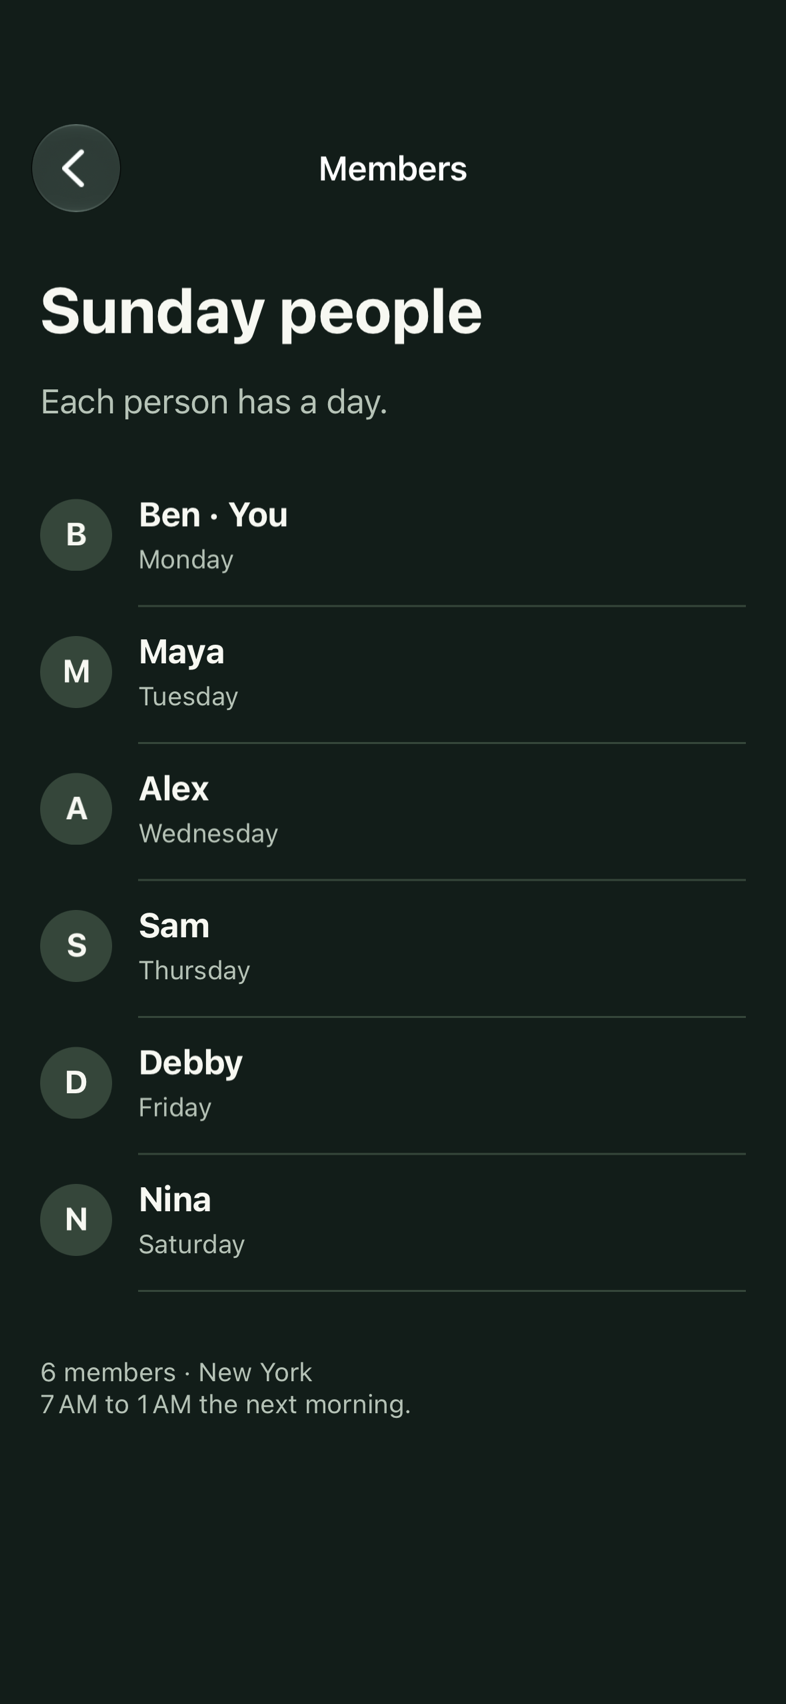 Members
Sunday people
Each person has a day.
B
Ben · You
Monday
M
Maya
Tuesday
A
Alex
Wednesday
S
Sam
Thursday
D
Debby
Friday
N
Nina
Saturday
6 members · New York
7 AM to 1 AM the next morning.